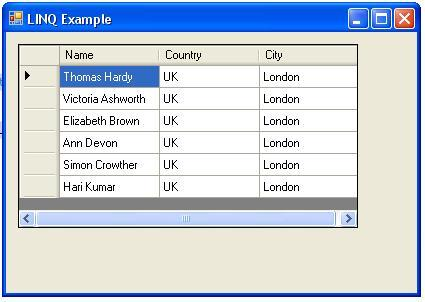 LINQ Example
Name Country City
Thomas Hardy UK London
Victoria Ashworth UK London
Elizabeth Brown UK London
Ann Devon UK London
Simon Crowther UK London
Hari Kumar UK London